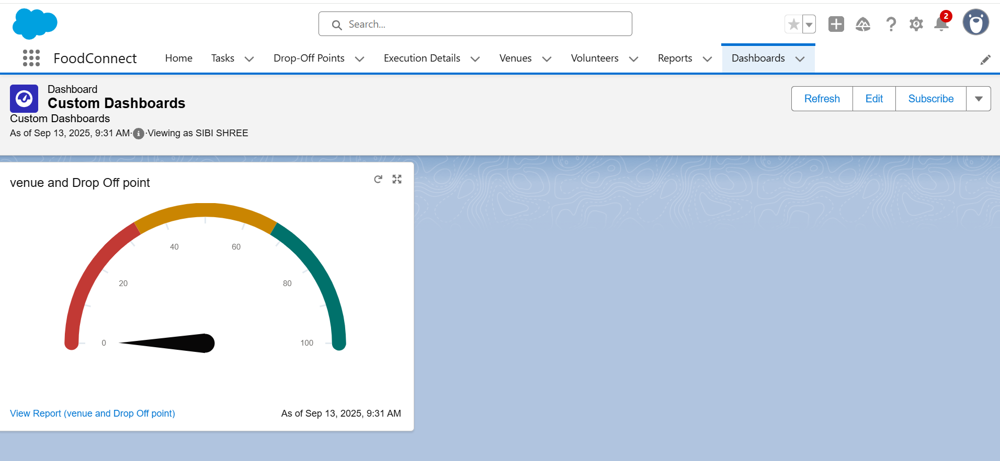 Search...
2
FoodConnect
Home
Tasks
Drop-Off Points
Execution Details
Venues
Volunteers
Reports
Dashboards
Dashboard
Custom Dashboards
Custom Dashboards
As of Sep 13, 2025, 9:31 AM·i·Viewing as SIBI SHREE
Refresh
Edit
Subscribe
venue and Drop Off point
0
20
40
60
80
100
View Report (venue and Drop Off point)
As of Sep 13, 2025, 9:31 AM